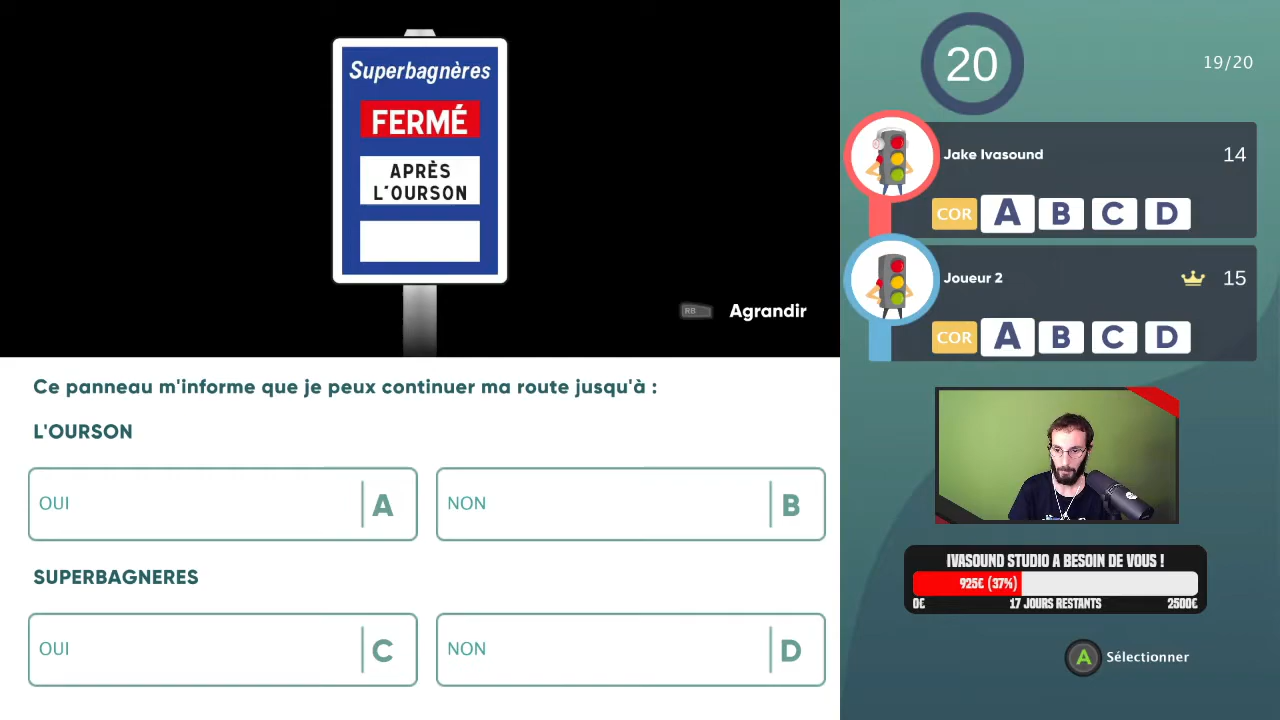 Superbagnères
FERMÉ
APRÈS
L'OURSON
RB Agrandir
Ce panneau m'informe que je peux continuer ma route jusqu'à :
L'OURSON
OUI A
NON B
SUPERBAGNERES
OUI C
NON D
20
19/20
Jake Ivasound 14
COR A B C D
Joueur 2 15
COR A B C D
IVASOUND STUDIO A BESOIN DE VOUS !
925€ (37%)
0€ 17 JOURS RESTANTS 2500€
A Sélectionner